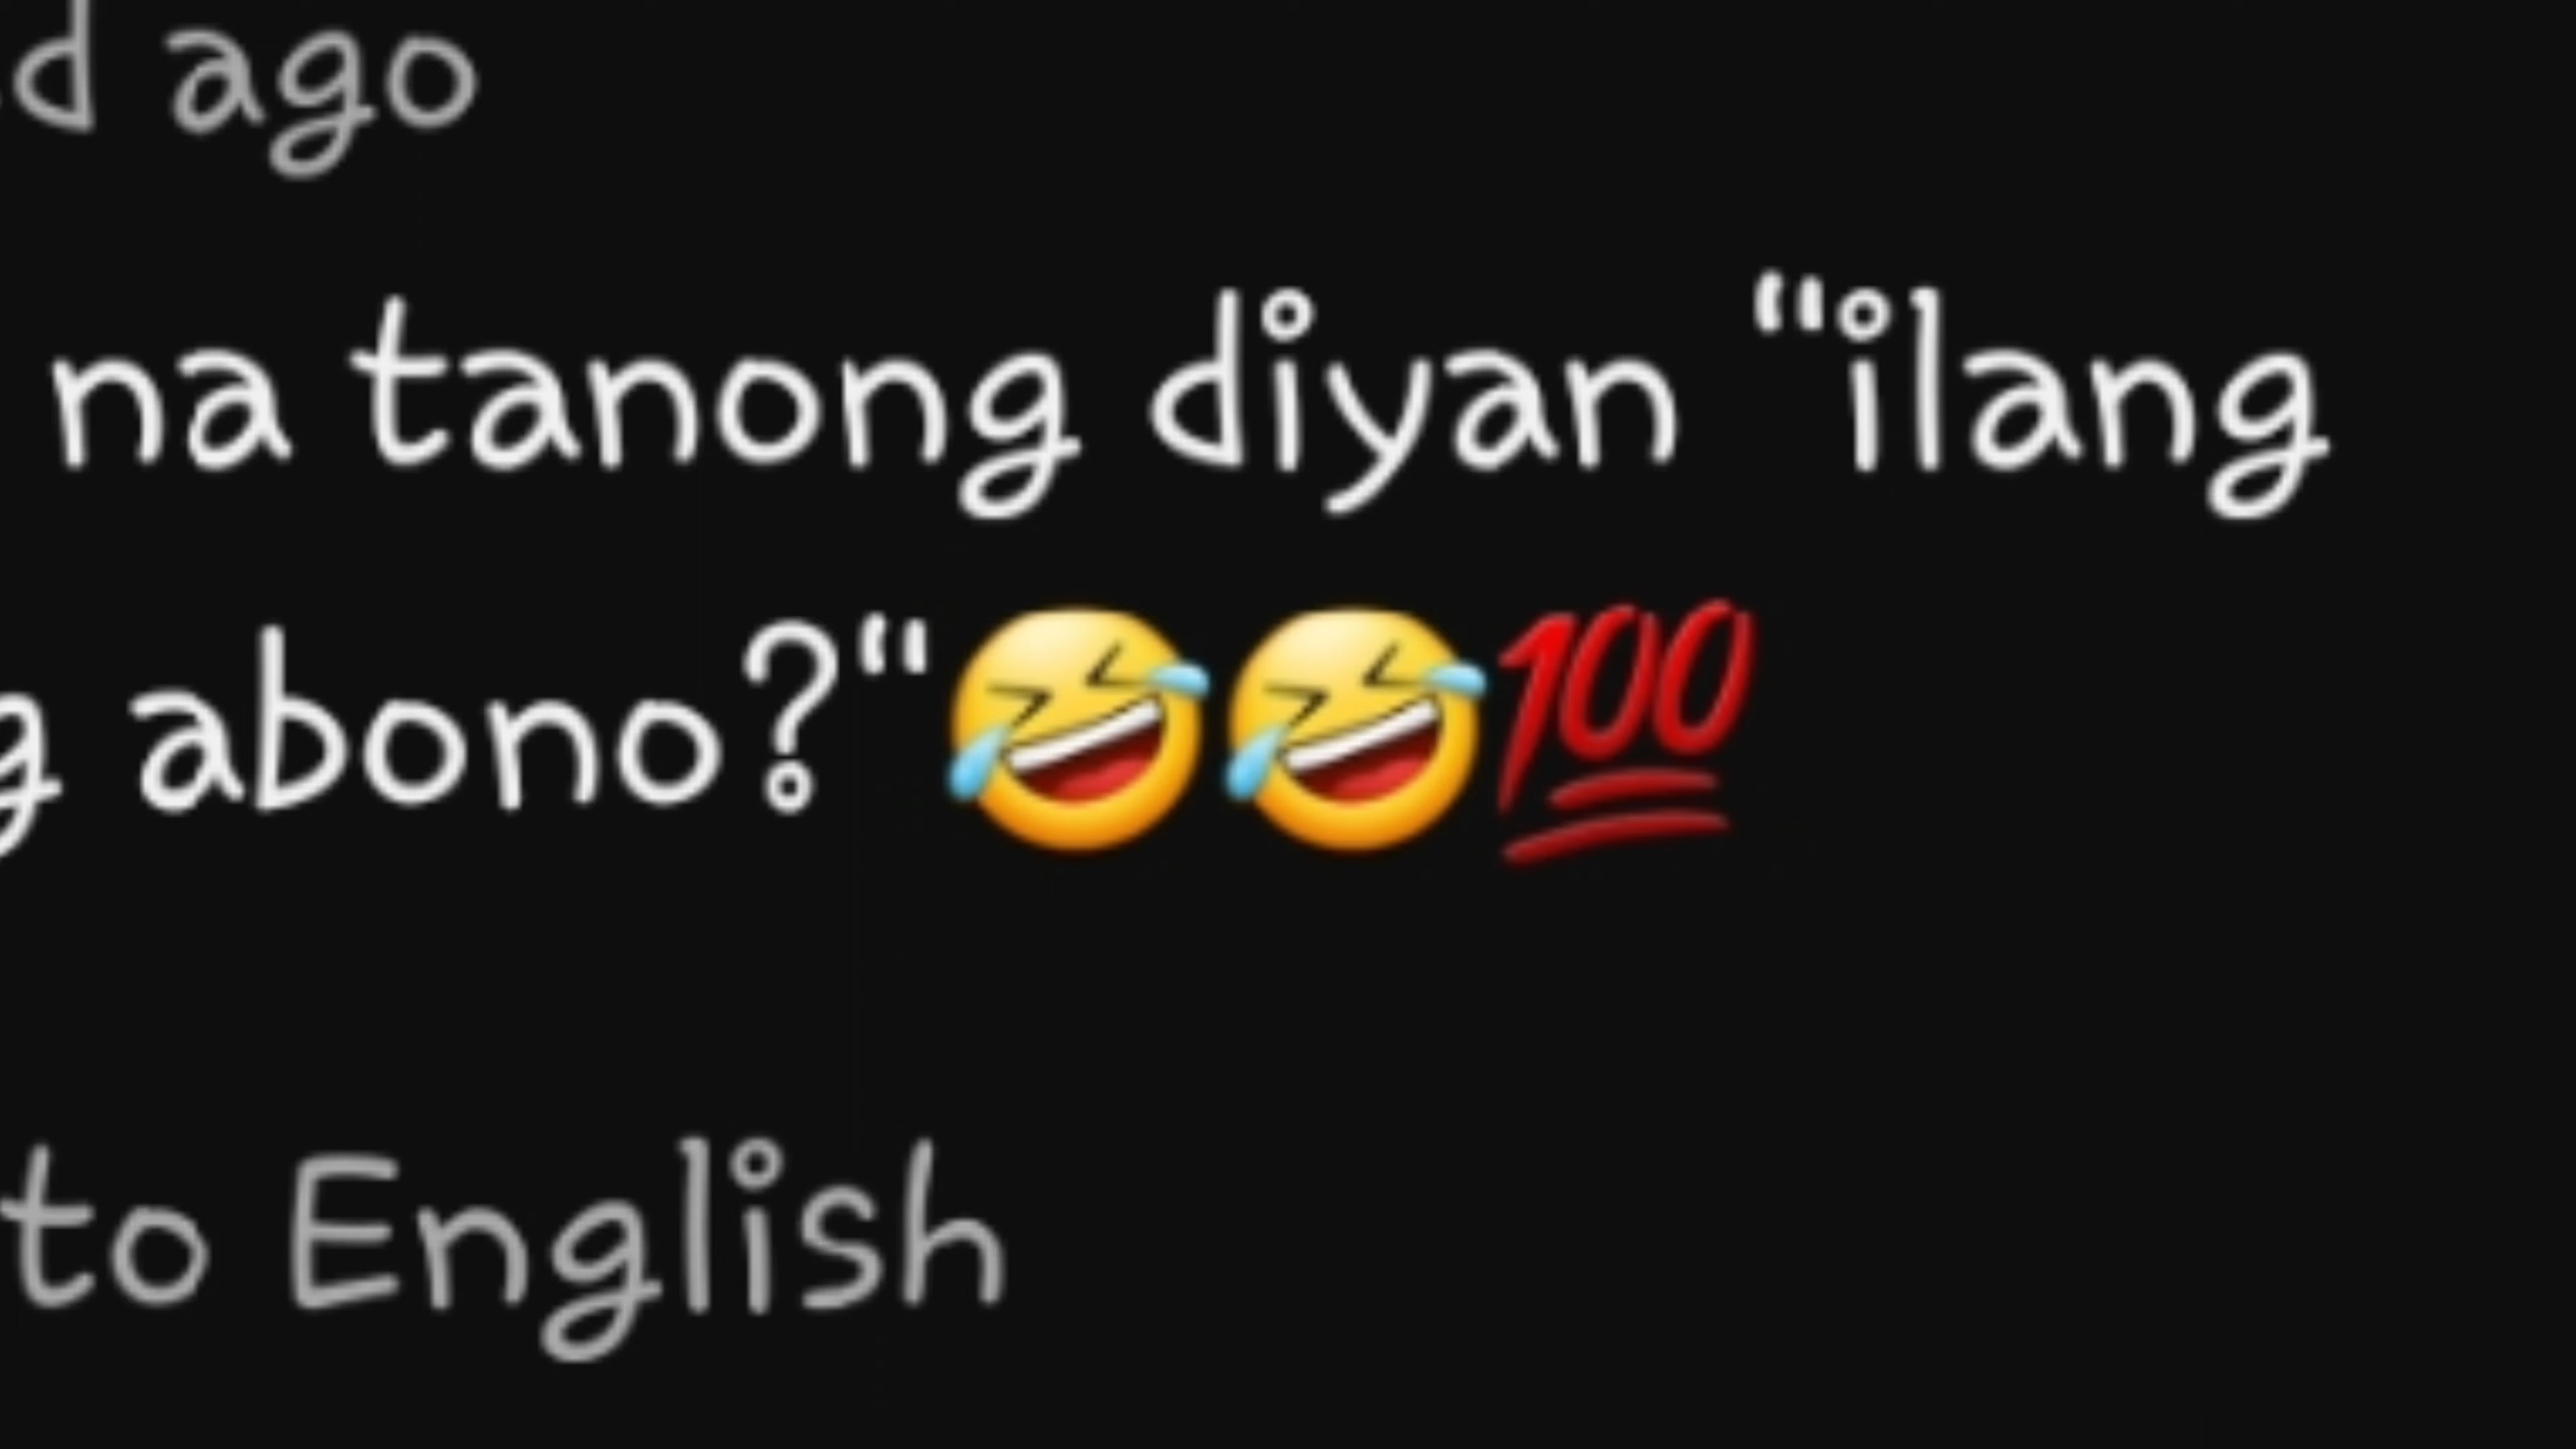 d ago
na tanong diyan “ilang
g abono?“🤣🤣💯
to English